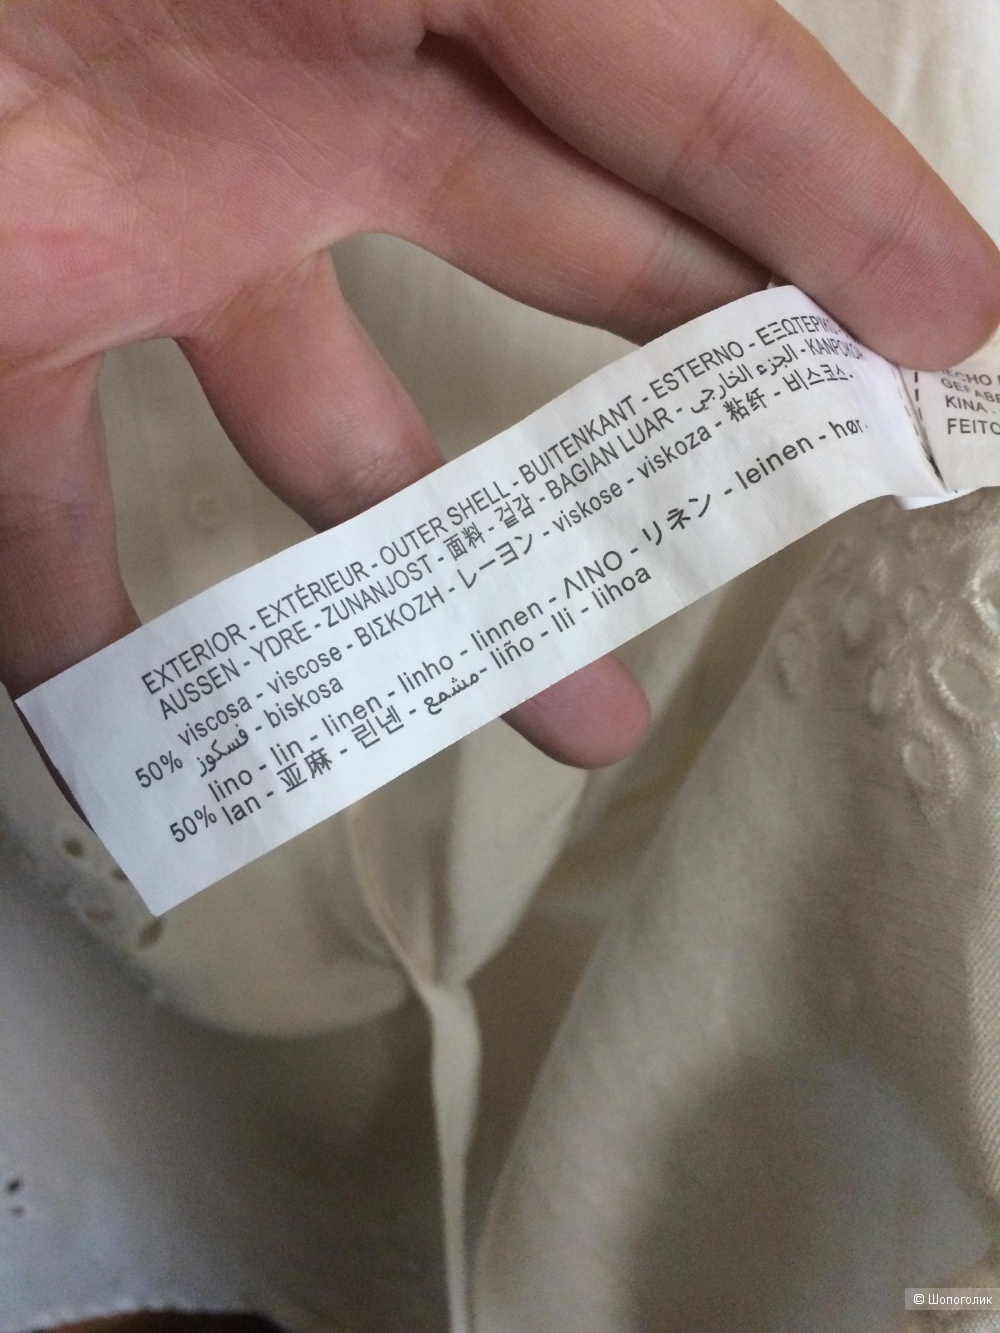 EXTERIOR - EXTÉRIEUR - OUTER SHELL - BUITENKANT - ESTERNO -
AUSSEN - YDRE - ZUNANJOST - 面料 - 겉감 - BAGIAN LUAR - الجزء الخارجي -
50% viscosa - viscose - ΒΙΣΚΟΖΗ - レーヨン - viskose - viskoza - 粘纤 - 비스코스 -
فسكوز - biskosa
50% lino - lin - linen - linho - linnen - ΛΙΝΟ - リネン - leinen - hør
lan - 亚麻 - 린넨 - مشمع - liño - lli - lihoa
KINA
FEITO
© Шопоголик